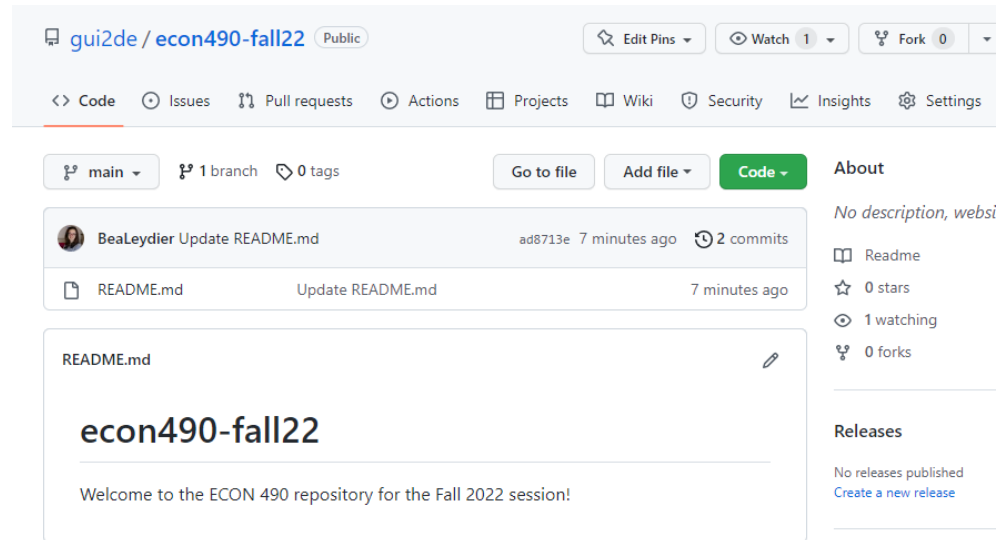 gui2de / econ490-fall22 Public Edit Pins Watch 1 Fork 0
Code Issues Pull requests Actions Projects Wiki Security Insights Settings
main 1 branch 0 tags Go to file Add file Code
BeaLeydier Update README.md ad8713e 7 minutes ago 2 commits
README.md Update README.md 7 minutes ago
README.md
econ490-fall22
Welcome to the ECON 490 repository for the Fall 2022 session!
About
No description, websi
Readme
0 stars
1 watching
0 forks
Releases
No releases published
Create a new release